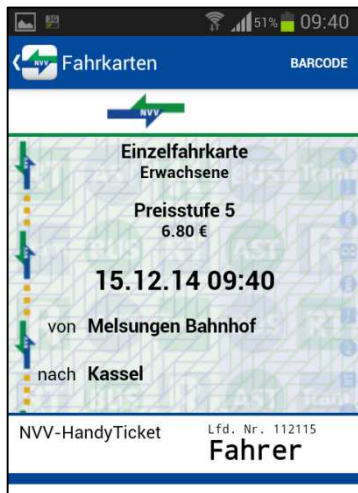 51% 09:40
NVV Fahrkarten BARCODE
NVV
Einzelfahrkarte
Erwachsene
Preisstufe 5
6.80 €
15.12.14 09:40
von Melsungen Bahnhof
nach Kassel
NVV-HandyTicket Lfd. Nr. 112115
Fahrer